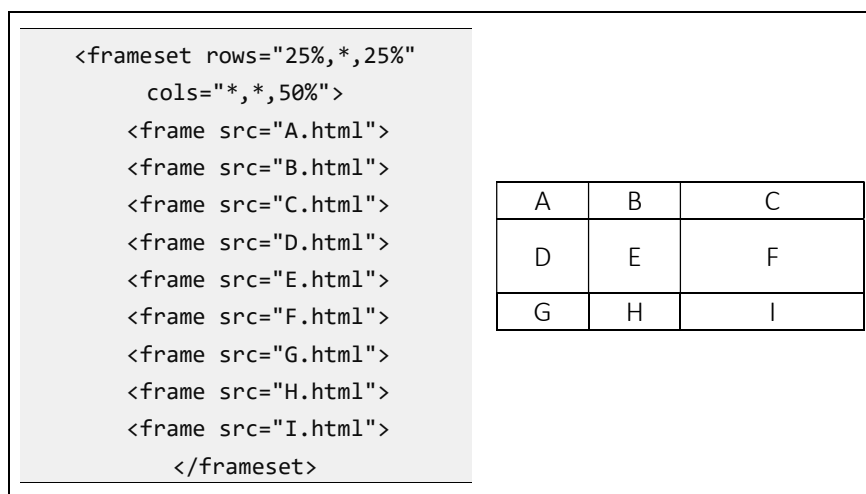 <frameset rows="25%,*,25%"
cols="*,*,50%">
<frame src="A.html">
<frame src="B.html">
<frame src="C.html">
<frame src="D.html">
<frame src="E.html">
<frame src="F.html">
<frame src="G.html">
<frame src="H.html">
<frame src="I.html">
</frameset>
A B C
D E F
G H I